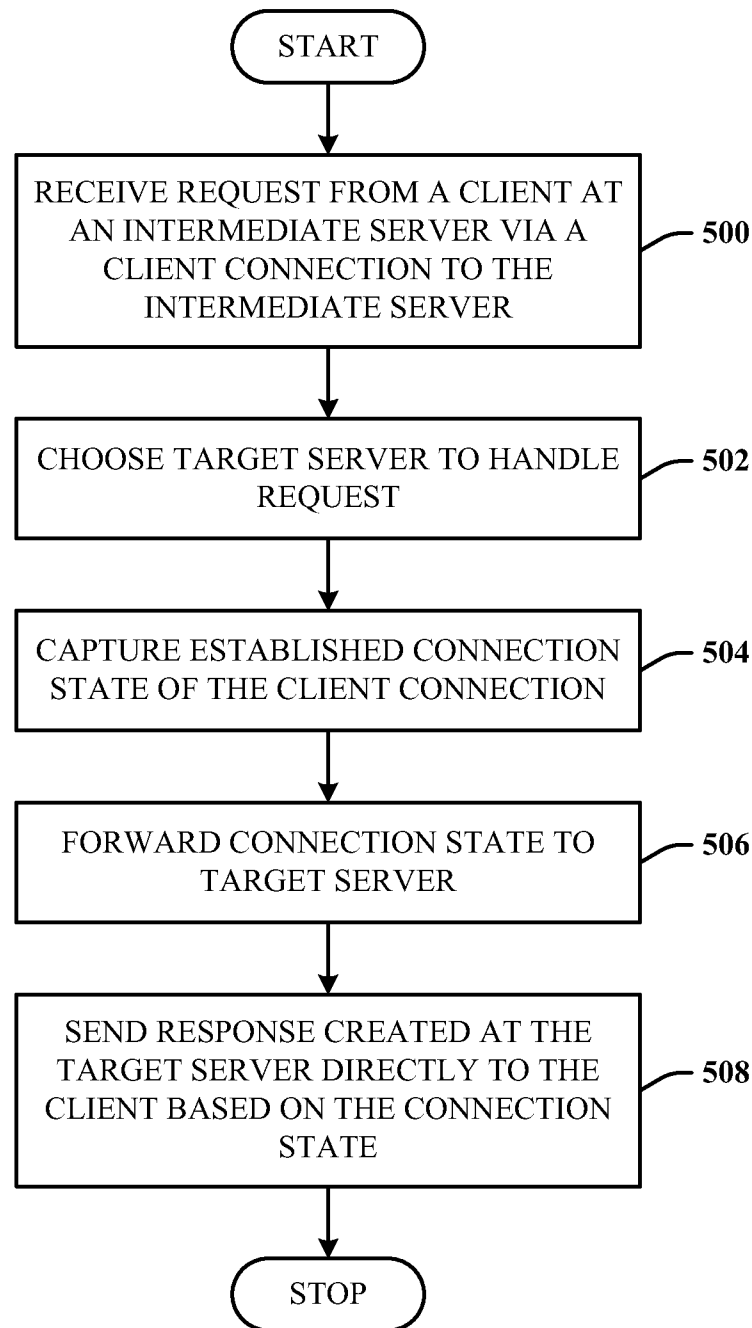 START
RECEIVE REQUEST FROM A CLIENT AT
AN INTERMEDIATE SERVER VIA A
CLIENT CONNECTION TO THE
INTERMEDIATE SERVER
500
CHOOSE TARGET SERVER TO HANDLE
REQUEST
502
CAPTURE ESTABLISHED CONNECTION
STATE OF THE CLIENT CONNECTION
504
FORWARD CONNECTION STATE TO
TARGET SERVER
506
SEND RESPONSE CREATED AT THE
TARGET SERVER DIRECTLY TO THE
CLIENT BASED ON THE CONNECTION
STATE
508
STOP